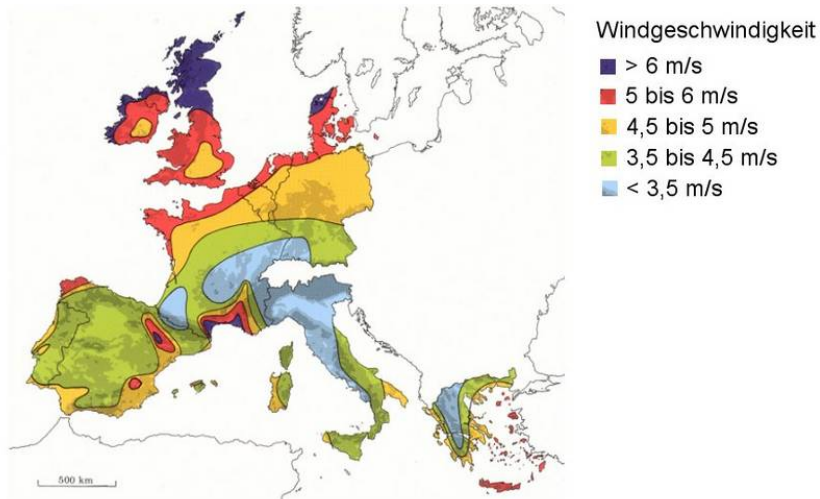 Windgeschwindigkeit
> 6 m/s
5 bis 6 m/s
4,5 bis 5 m/s
3,5 bis 4,5 m/s
< 3,5 m/s
500 km